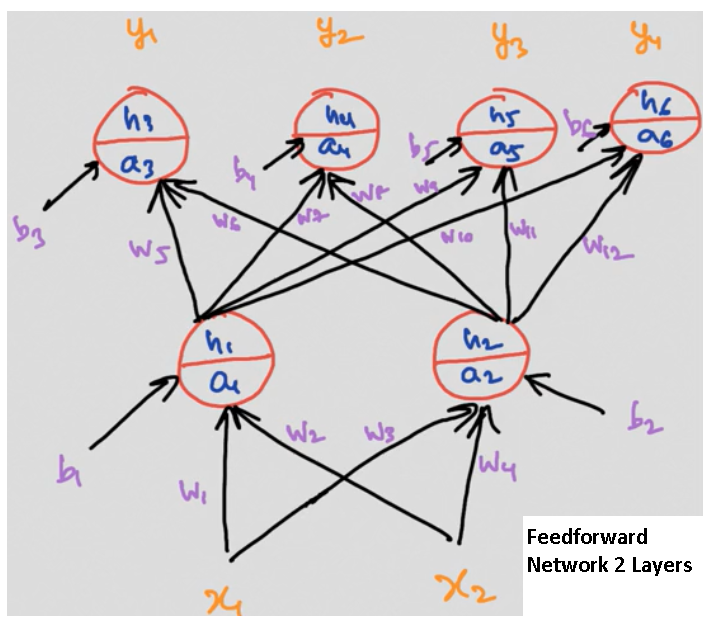 y1 y2 y3 y4
h3 h4 h5 h6
a3 a4 a5 a6
b3 b4 b5 b6
w5 w6 w7 w8 w9 w10 w11 w12
h1 h2
a1 a2
b1 b2
w1 w2 w3 w4
x1 x2
Feedforward
Network 2 Layers